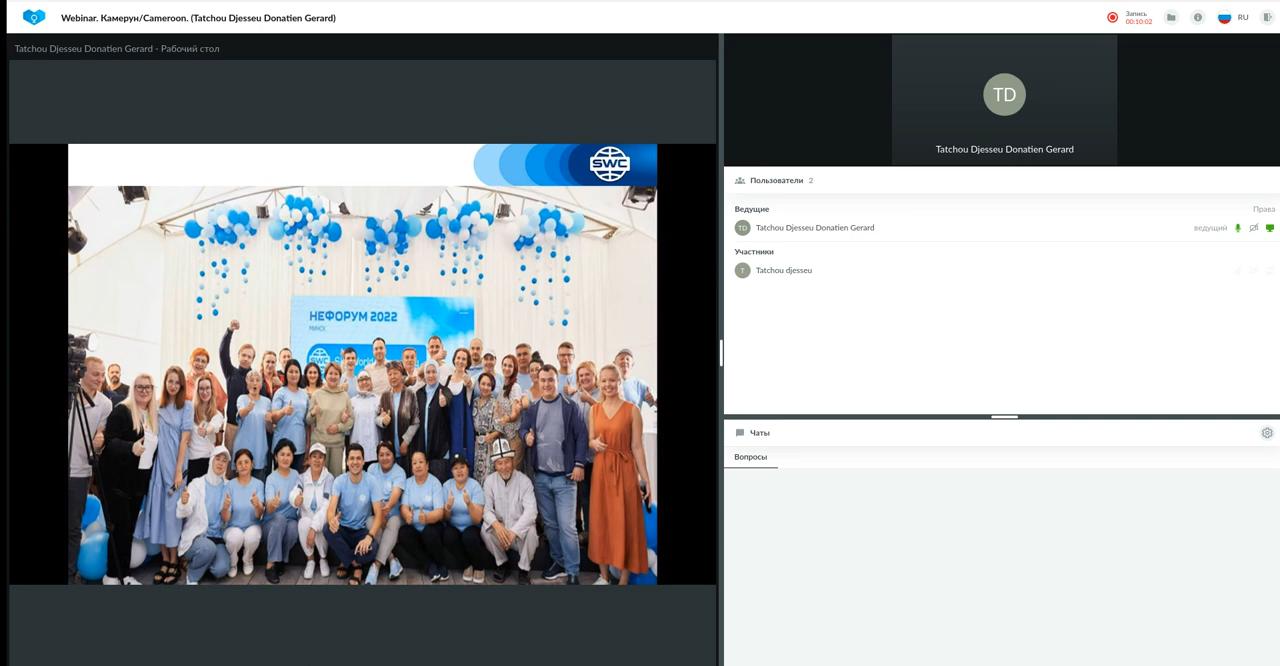 Webinar. Камерун/Cameroon. (Tatchou Djesseu Donatien Gerard)
Запись
00:10:02
RU
Tatchou Djesseu Donatien Gerard - Рабочий стол
SWC
НЕФОРУМ 2022
МИНСК
SWC
TD
Tatchou Djesseu Donatien Gerard
Пользователи 2
Ведущие Права
TD Tatchou Djesseu Donatien Gerard ведущий
Участники
T Tatchou djesseu
Чаты
Вопросы